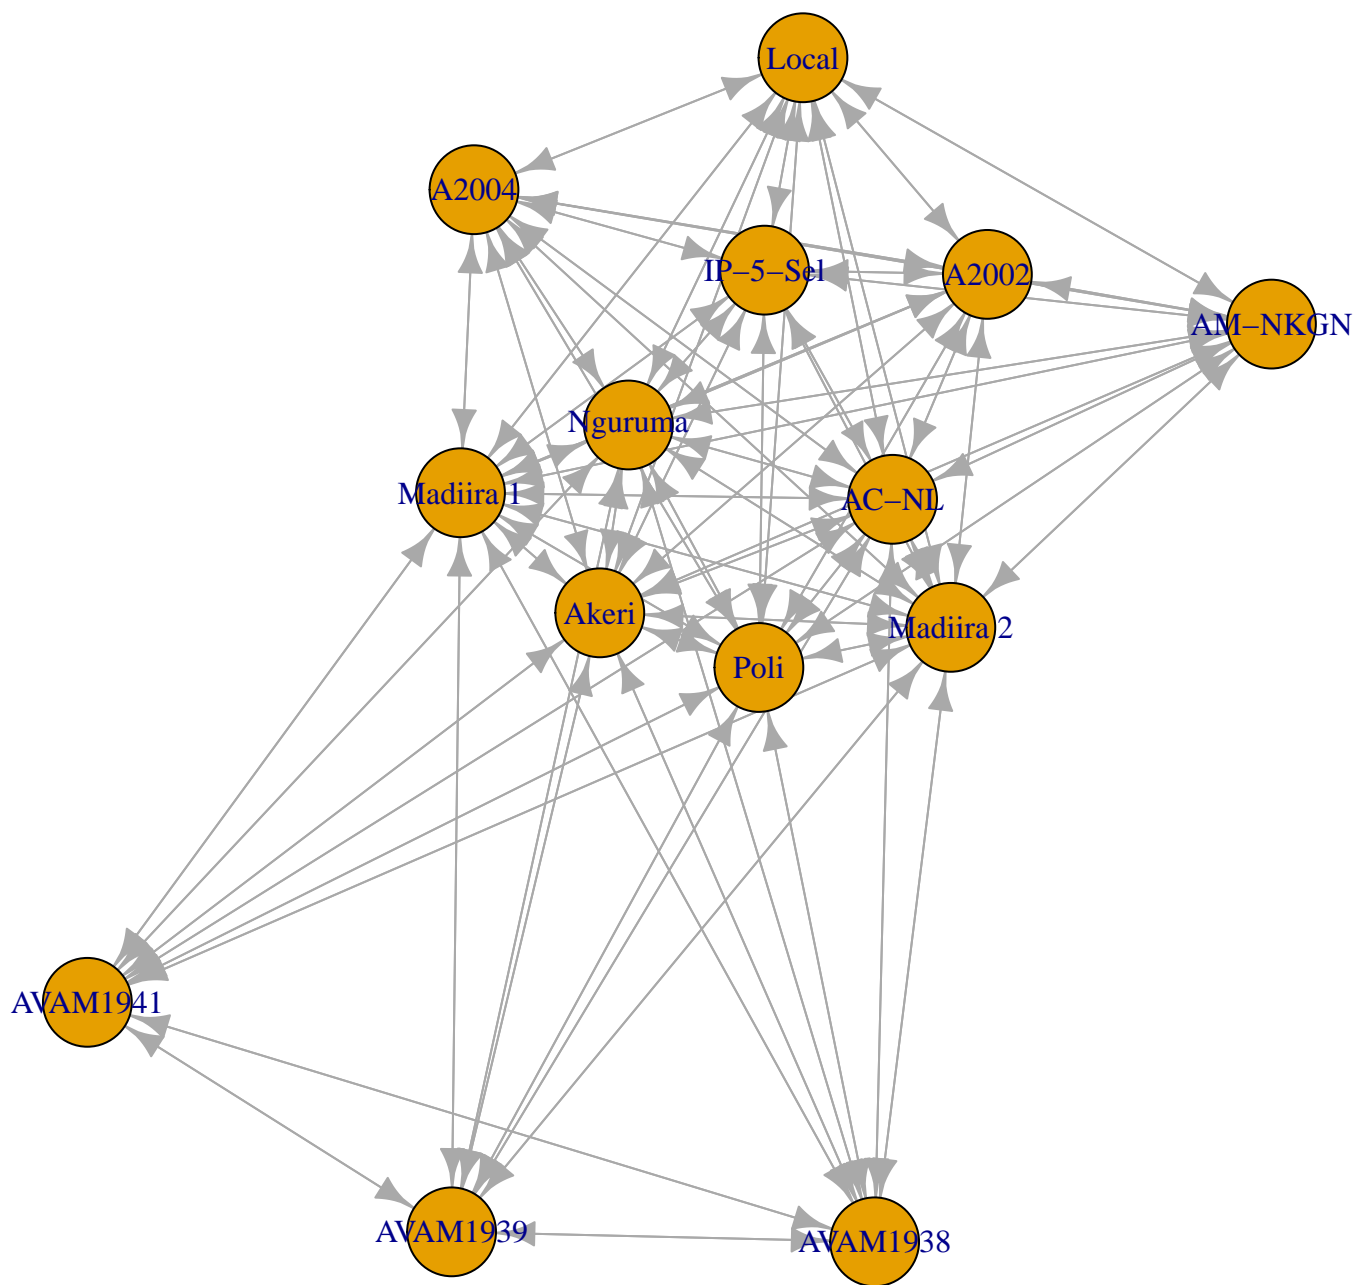 Local
A2004
IP−5−Sel
A2002
AM−NKGN
Nguruma
Madiira 1
AC−NL
Akeri
Madiira 2
Poli
AVAM1941
AVAM1939
AVAM1938